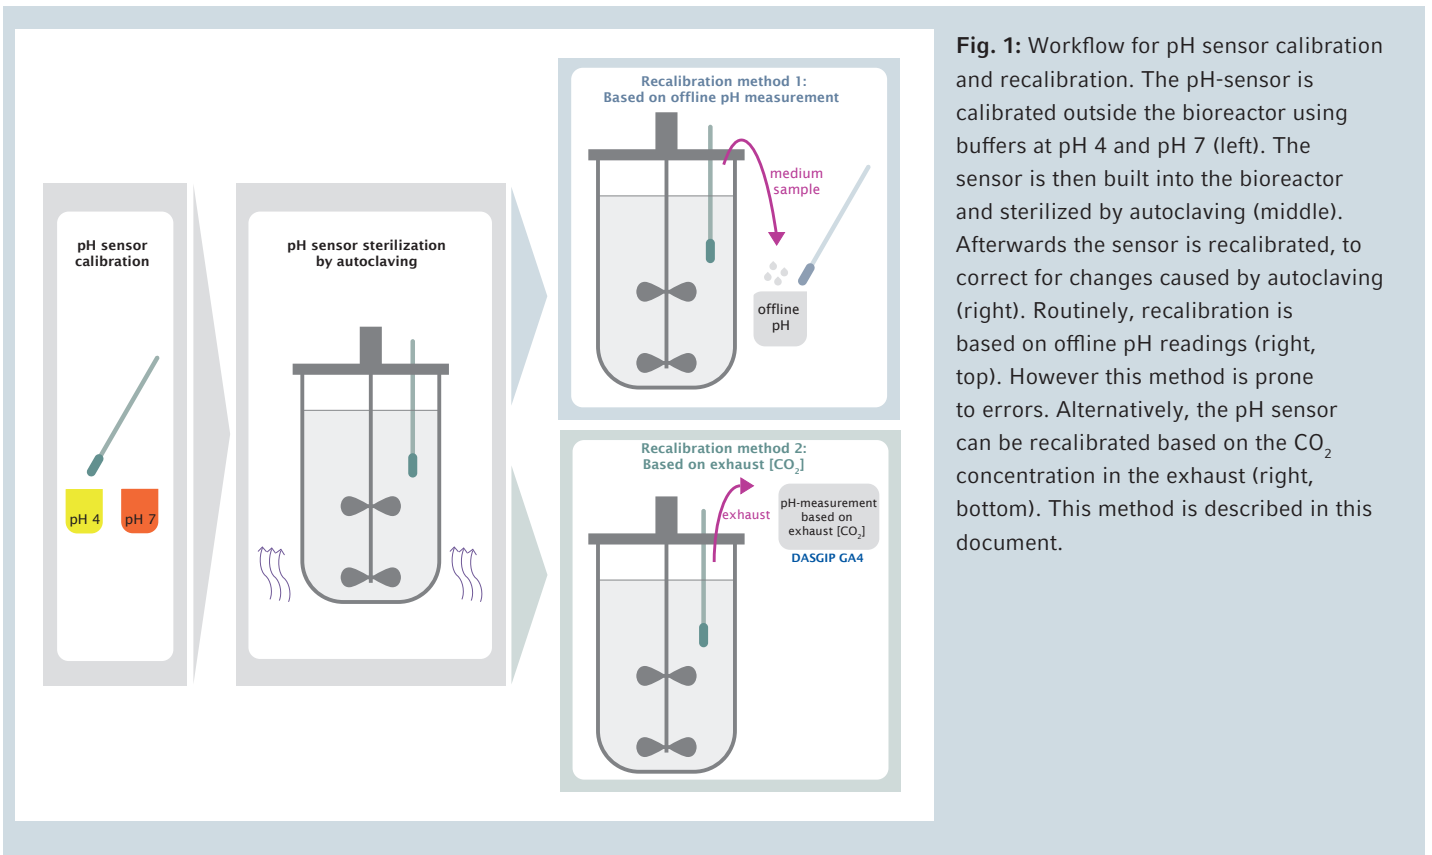 pH sensor
calibration
pH 4
pH 7
pH sensor sterilization
by autoclaving
Recalibration method 1:
Based on offline pH measurement
medium
sample
offline
pH
Recalibration method 2:
Based on exhaust [CO₂]
exhaust
pH-measurement
based on
exhaust [CO₂]
DASGIP GA4
Fig. 1: Workflow for pH sensor calibration
and recalibration. The pH-sensor is
calibrated outside the bioreactor using
buffers at pH 4 and pH 7 (left). The
sensor is then built into the bioreactor
and sterilized by autoclaving (middle).
Afterwards the sensor is recalibrated, to
correct for changes caused by autoclaving
(right). Routinely, recalibration is
based on offline pH readings (right,
top). However this method is prone
to errors. Alternatively, the pH sensor
can be recalibrated based on the CO₂
concentration in the exhaust (right,
bottom). This method is described in this
document.